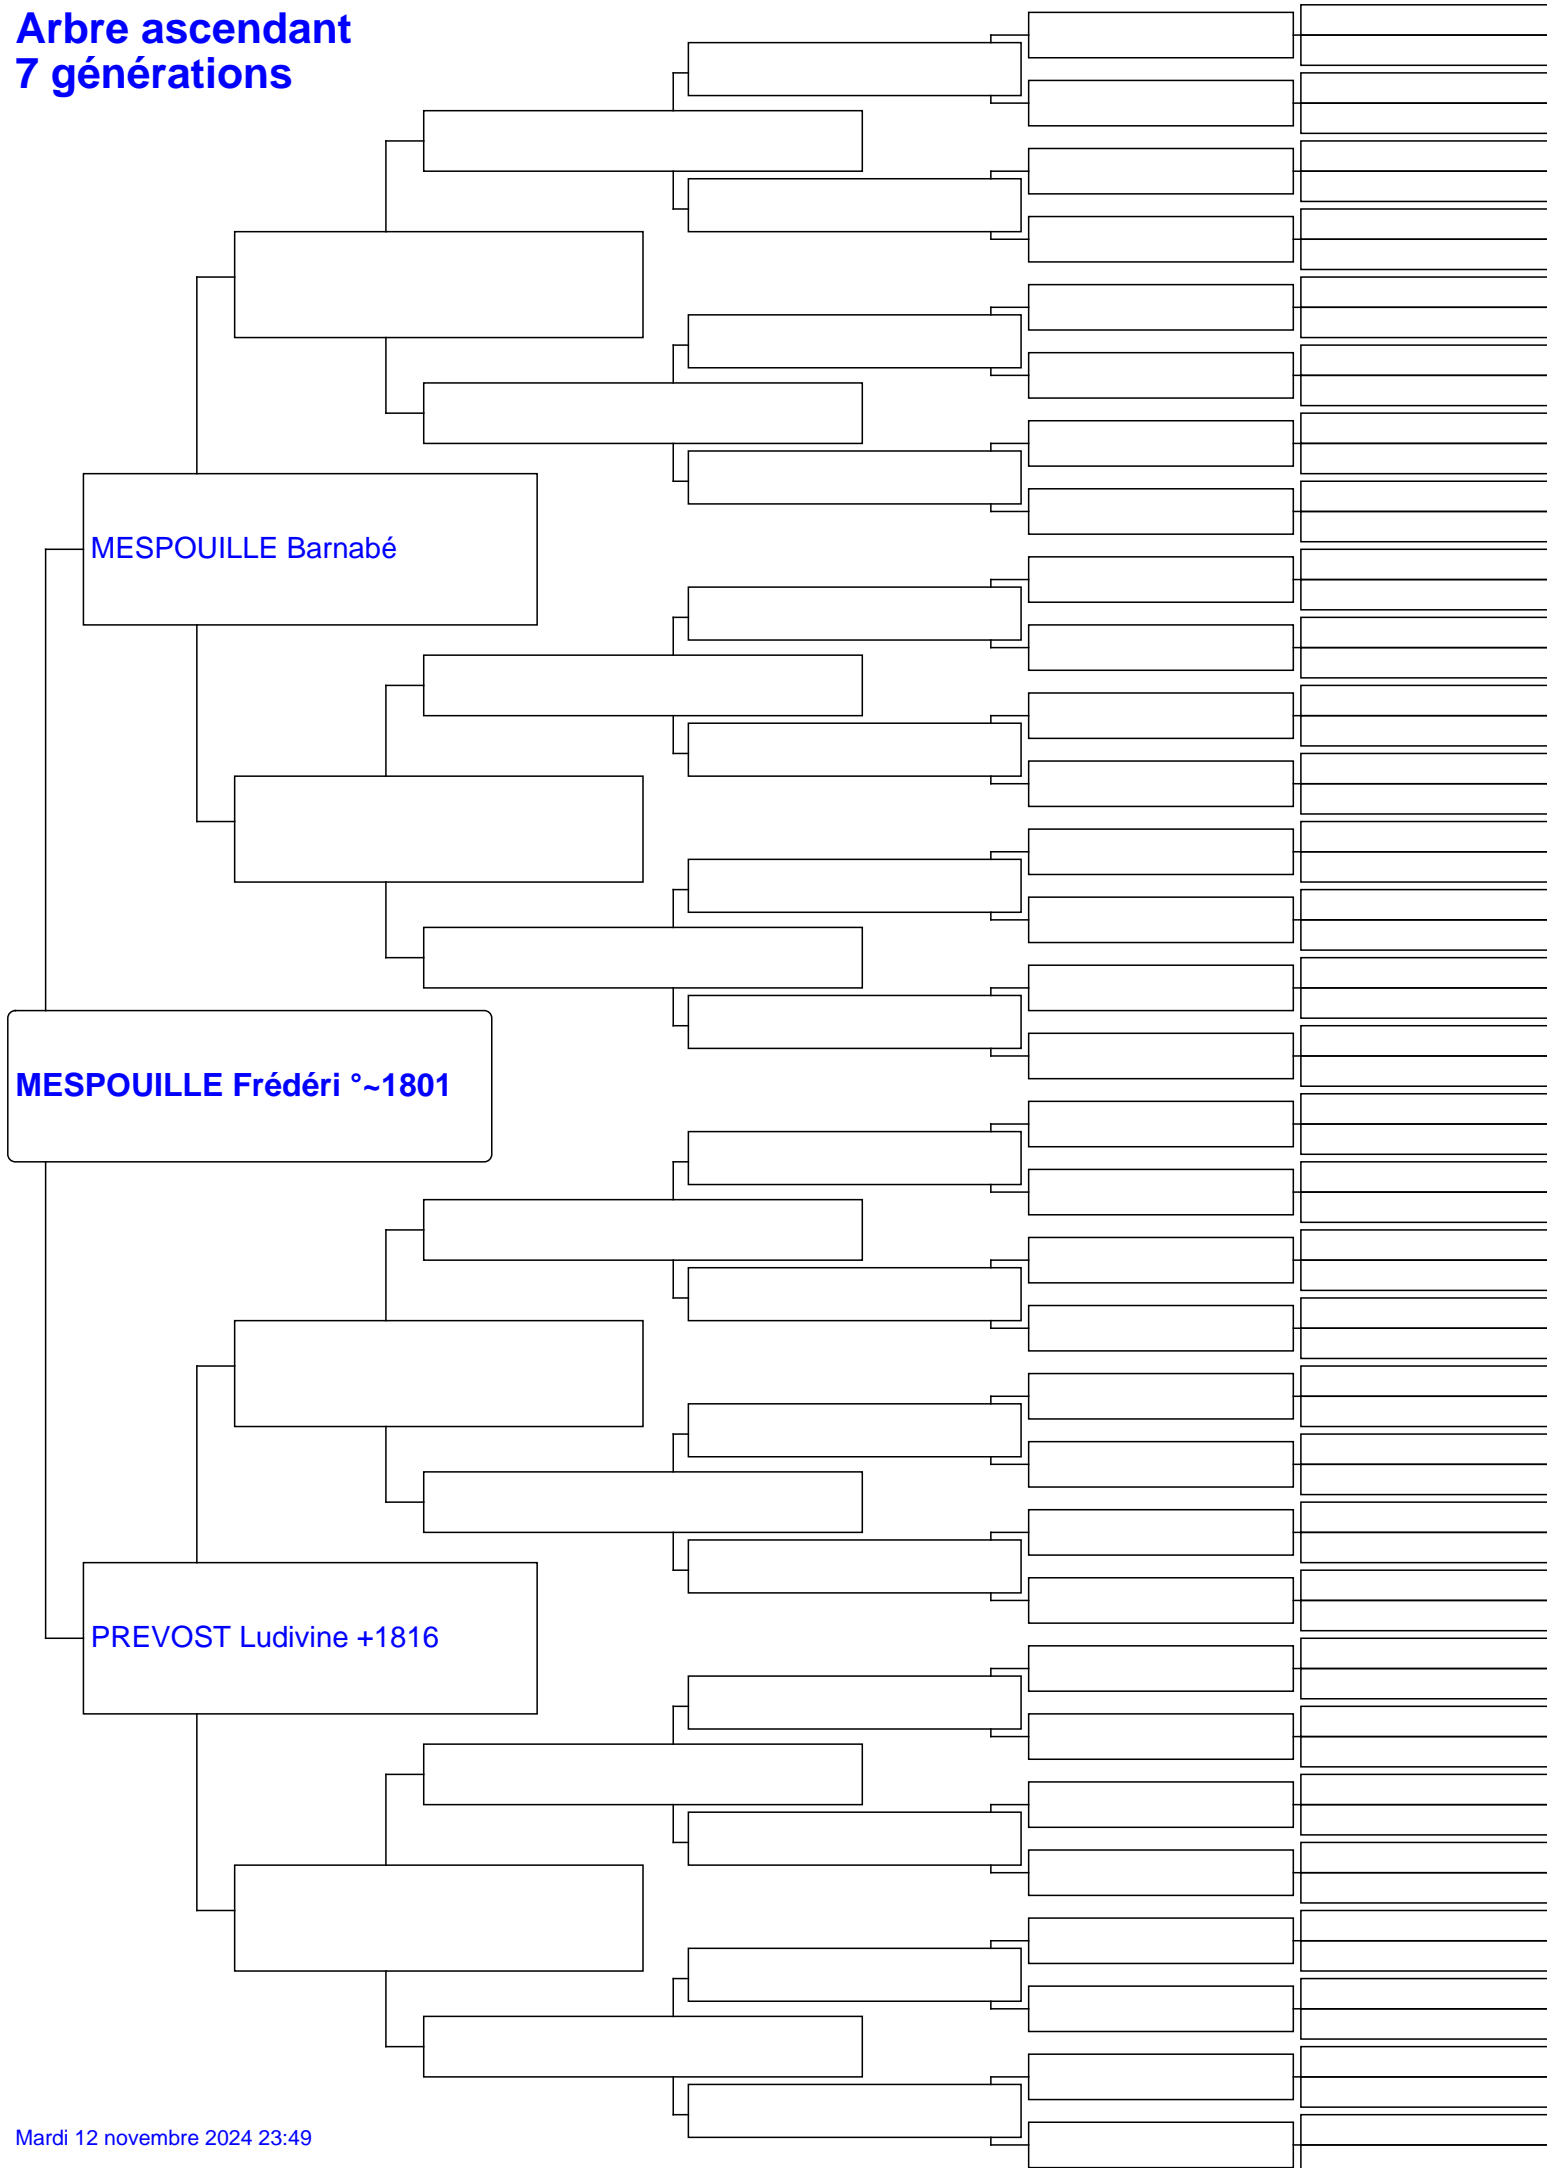 Arbre ascendant
7 générations
MESPOUILLE Barnabé
MESPOUILLE Frédéri °~1801
PREVOST Ludivine +1816
Mardi 12 novembre 2024 23:49